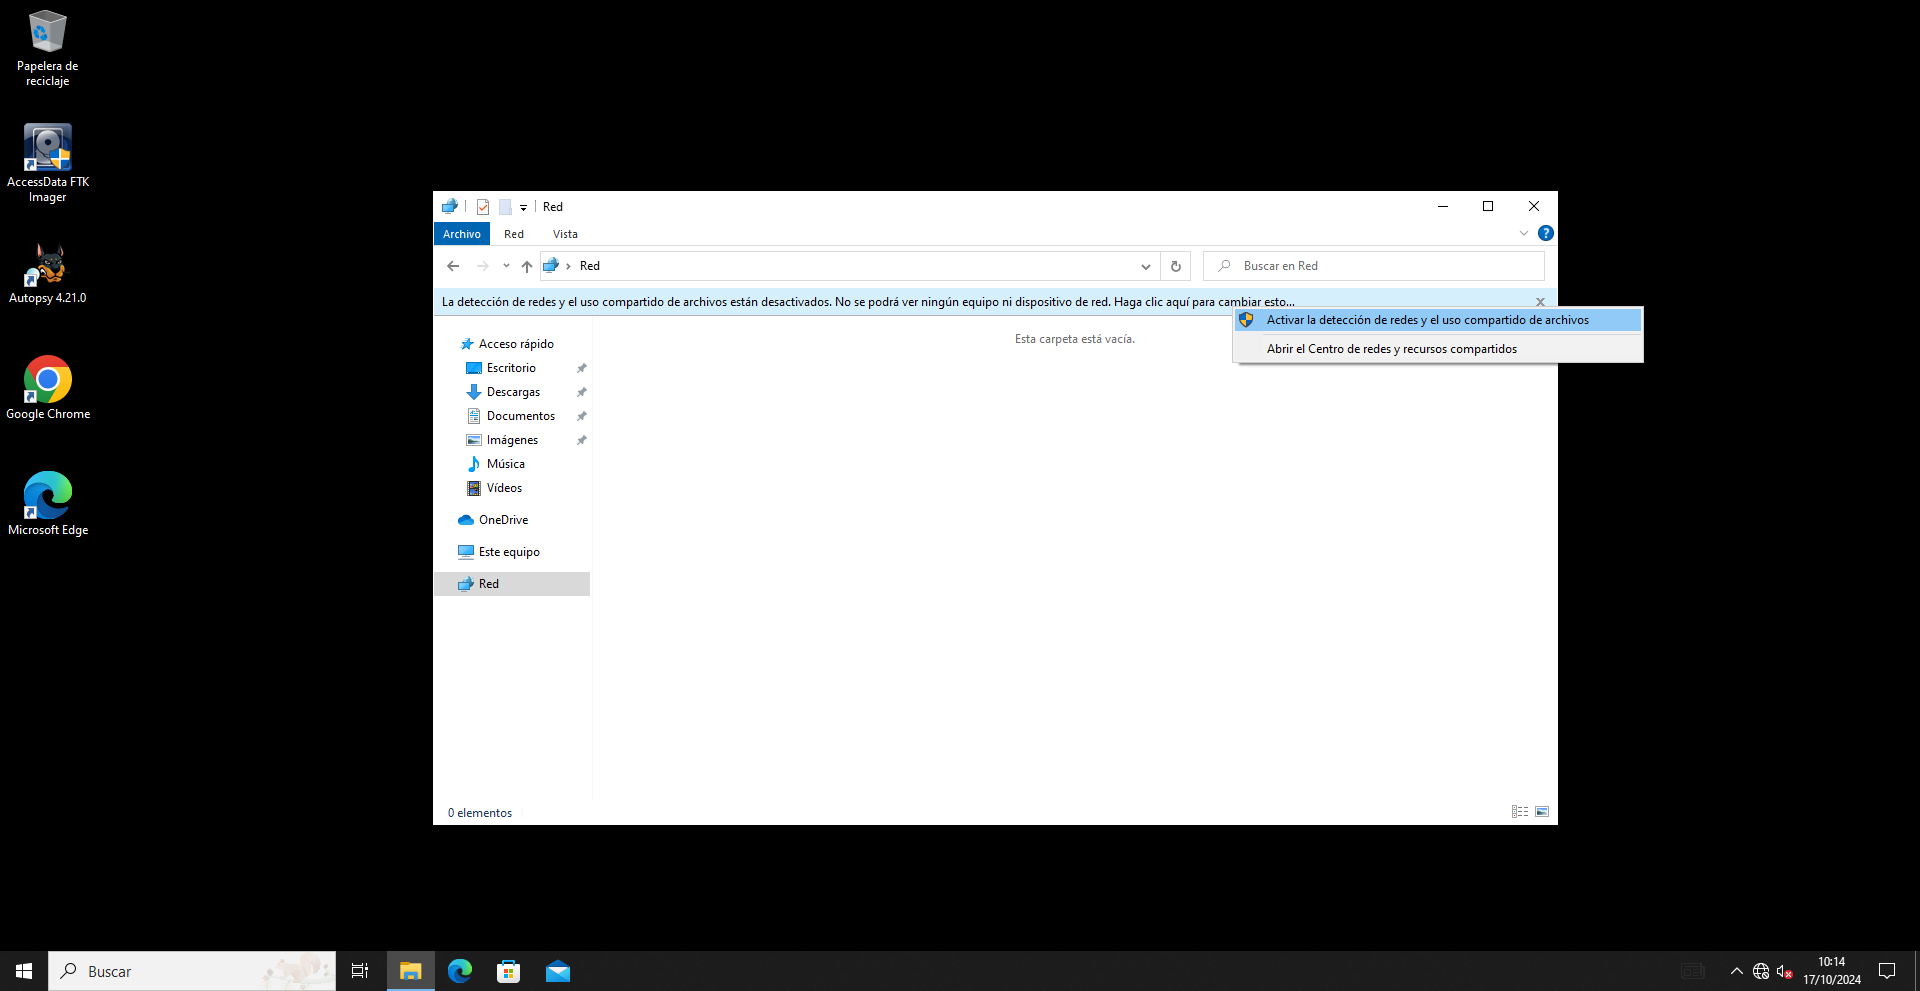 Papelera de
reciclaje
AccessData FTK
Imager
Autopsy 4.21.0
Google Chrome
Microsoft Edge
Red
Archivo
Red
Vista
?
Red
Buscar en Red
La detección de redes y el uso compartido de archivos están desactivados. No se podrá ver ningún equipo ni dispositivo de red. Haga clic aquí para cambiar esto...
Activar la detección de redes y el uso compartido de archivos
Abrir el Centro de redes y recursos compartidos
Esta carpeta está vacía.
Acceso rápido
Escritorio
Descargas
Documentos
Imágenes
Música
Vídeos
OneDrive
Este equipo
Red
0 elementos
Buscar
10:14
17/10/2024